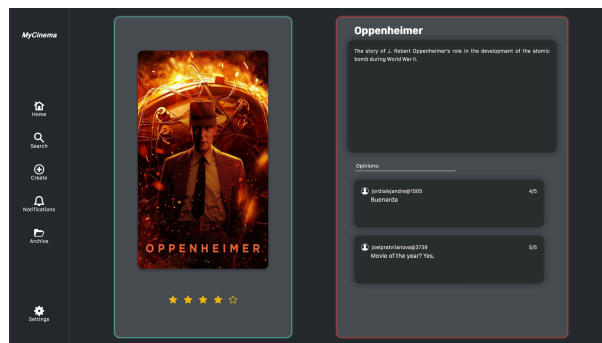 MyCinema
Home
Search
Create
Notifications
Archive
Settings
OPPENHEIMER
Oppenheimer
The story of J. Robert Oppenheimer's role in the development of the atomic
bomb during World War II.
Opinions:
jordialejandre@1505 4/5
Buenarda
joelpratvilanova@3739 5/5
Movie of the year? Yes.